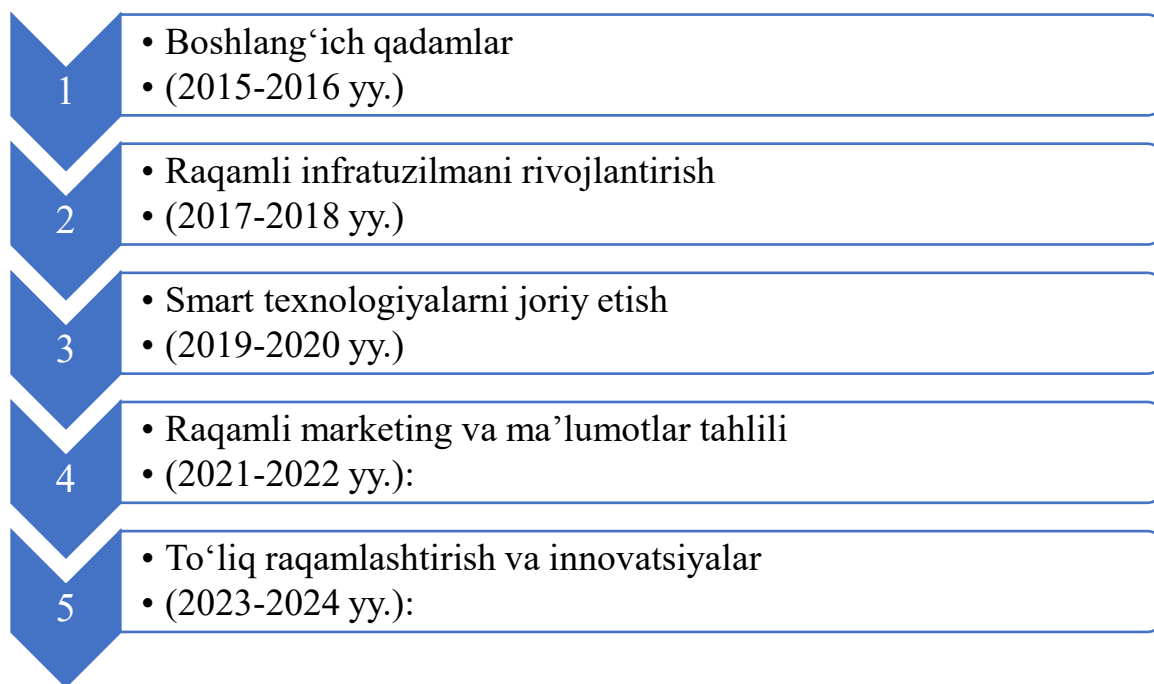 1
• Boshlang‘ich qadamlar
• (2015-2016 yy.)
2
• Raqamli infratuzilmani rivojlantirish
• (2017-2018 yy.)
3
• Smart texnologiyalarni joriy etish
• (2019-2020 yy.)
4
• Raqamli marketing va ma’lumotlar tahlili
• (2021-2022 yy.):
5
• To‘liq raqamlashtirish va innovatsiyalar
• (2023-2024 yy.):